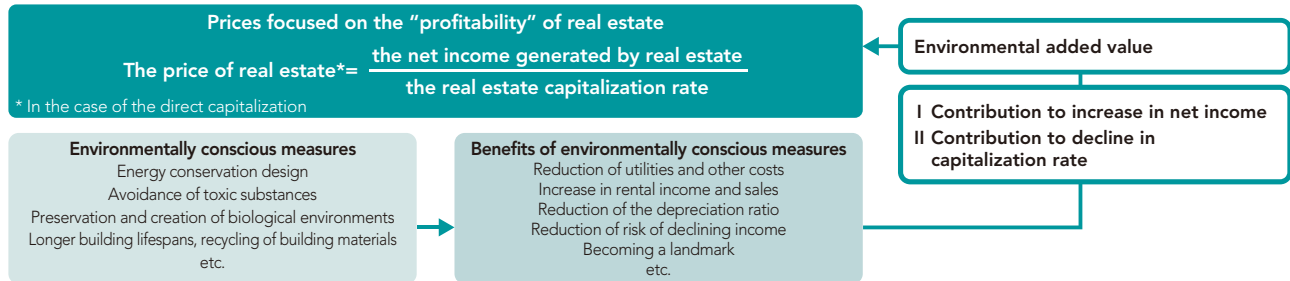 Prices focused on the “profitability” of real estate
The price of real estate*=
the net income generated by real estate
the real estate capitalization rate
* In the case of the direct capitalization
Environmental added value
I Contribution to increase in net income
II Contribution to decline in
capitalization rate
Environmentally conscious measures
Energy conservation design
Avoidance of toxic substances
Preservation and creation of biological environments
Longer building lifespans, recycling of building materials
etc.
Benefits of environmentally conscious measures
Reduction of utilities and other costs
Increase in rental income and sales
Reduction of the depreciation ratio
Reduction of risk of declining income
Becoming a landmark
etc.